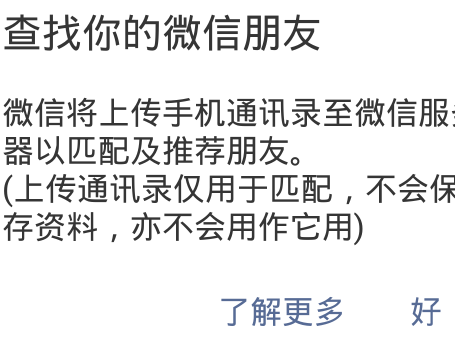 查找你的微信朋友
微信将上传手机通讯录至微信服务
器以匹配及推荐朋友。
(上传通讯录仅用于匹配，不会保
存资料，亦不会用作它用)
了解更多 好